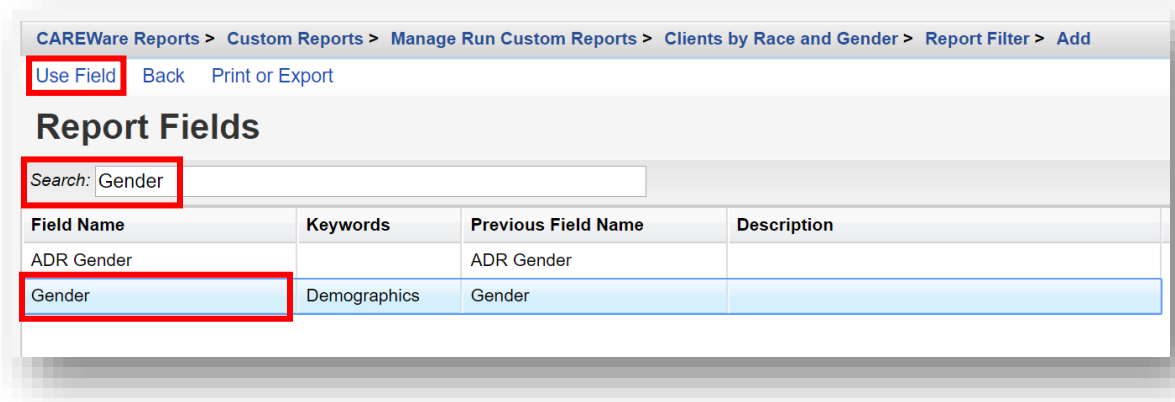 CAREWare Reports > Custom Reports > Manage Run Custom Reports > Clients by Race and Gender > Report Filter > Add
Use Field Back Print or Export
Report Fields
Search: Gender
Field Name Keywords Previous Field Name Description
ADR Gender ADR Gender
Gender Demographics Gender